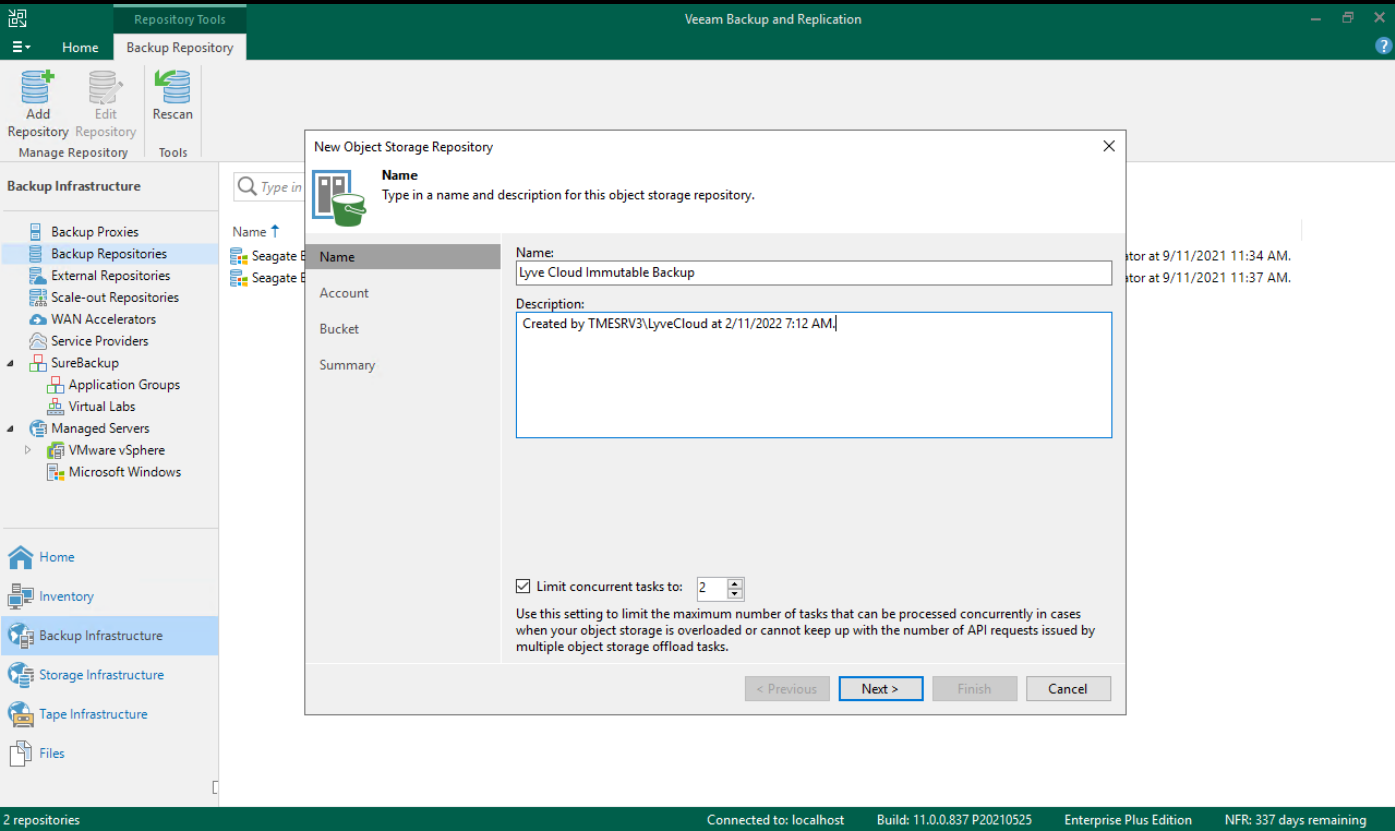 Repository Tools
Veeam Backup and Replication
Home
Backup Repository
?
Add
Repository
Edit
Repository
Rescan
Manage Repository
Tools
Backup Infrastructure
Backup Proxies
Backup Repositories
External Repositories
Scale-out Repositories
WAN Accelerators
Service Providers
SureBackup
Application Groups
Virtual Labs
Managed Servers
VMware vSphere
Microsoft Windows
Home
Inventory
Backup Infrastructure
Storage Infrastructure
Tape Infrastructure
Files
Type in
Name
Seagate
Seagate
at 9/11/2021 11:34 AM.
at 9/11/2021 11:37 AM.
New Object Storage Repository
Name
Type in a name and description for this object storage repository.
Name
Account
Bucket
Summary
Name:
Lyve Cloud Immutable Backup
Description:
Created by TMESRV3\LyveCloud at 2/11/2022 7:12 AM.
Limit concurrent tasks to: 2
Use this setting to limit the maximum number of tasks that can be processed concurrently in cases
when your object storage is overloaded or cannot keep up with the number of API requests issued by
multiple object storage offload tasks.
< Previous
Next >
Finish
Cancel
2 repositories
Connected to: localhost
Build: 11.0.0.837 P20210525
Enterprise Plus Edition
NFR: 337 days remaining